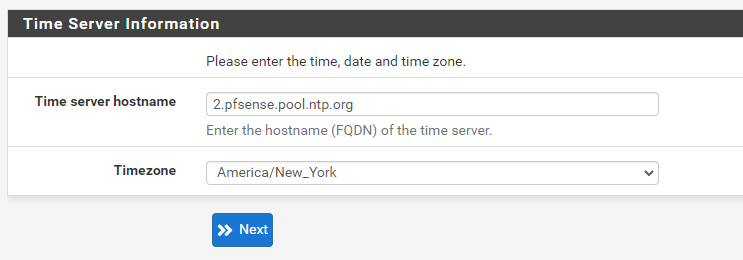 Time Server Information
Please enter the time, date and time zone.
Time server hostname
2.pfsense.pool.ntp.org
Enter the hostname (FQDN) of the time server.
Timezone
America/New_York
Next